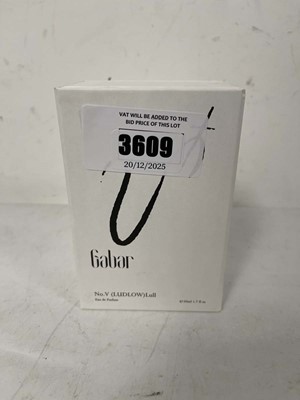 VAT WILL BE ADDED TO THE
BID PRICE OF THIS LOT
3609
20/12/2025
Gabar
No.V (LUDLOW)Lull
Eau de Parfum